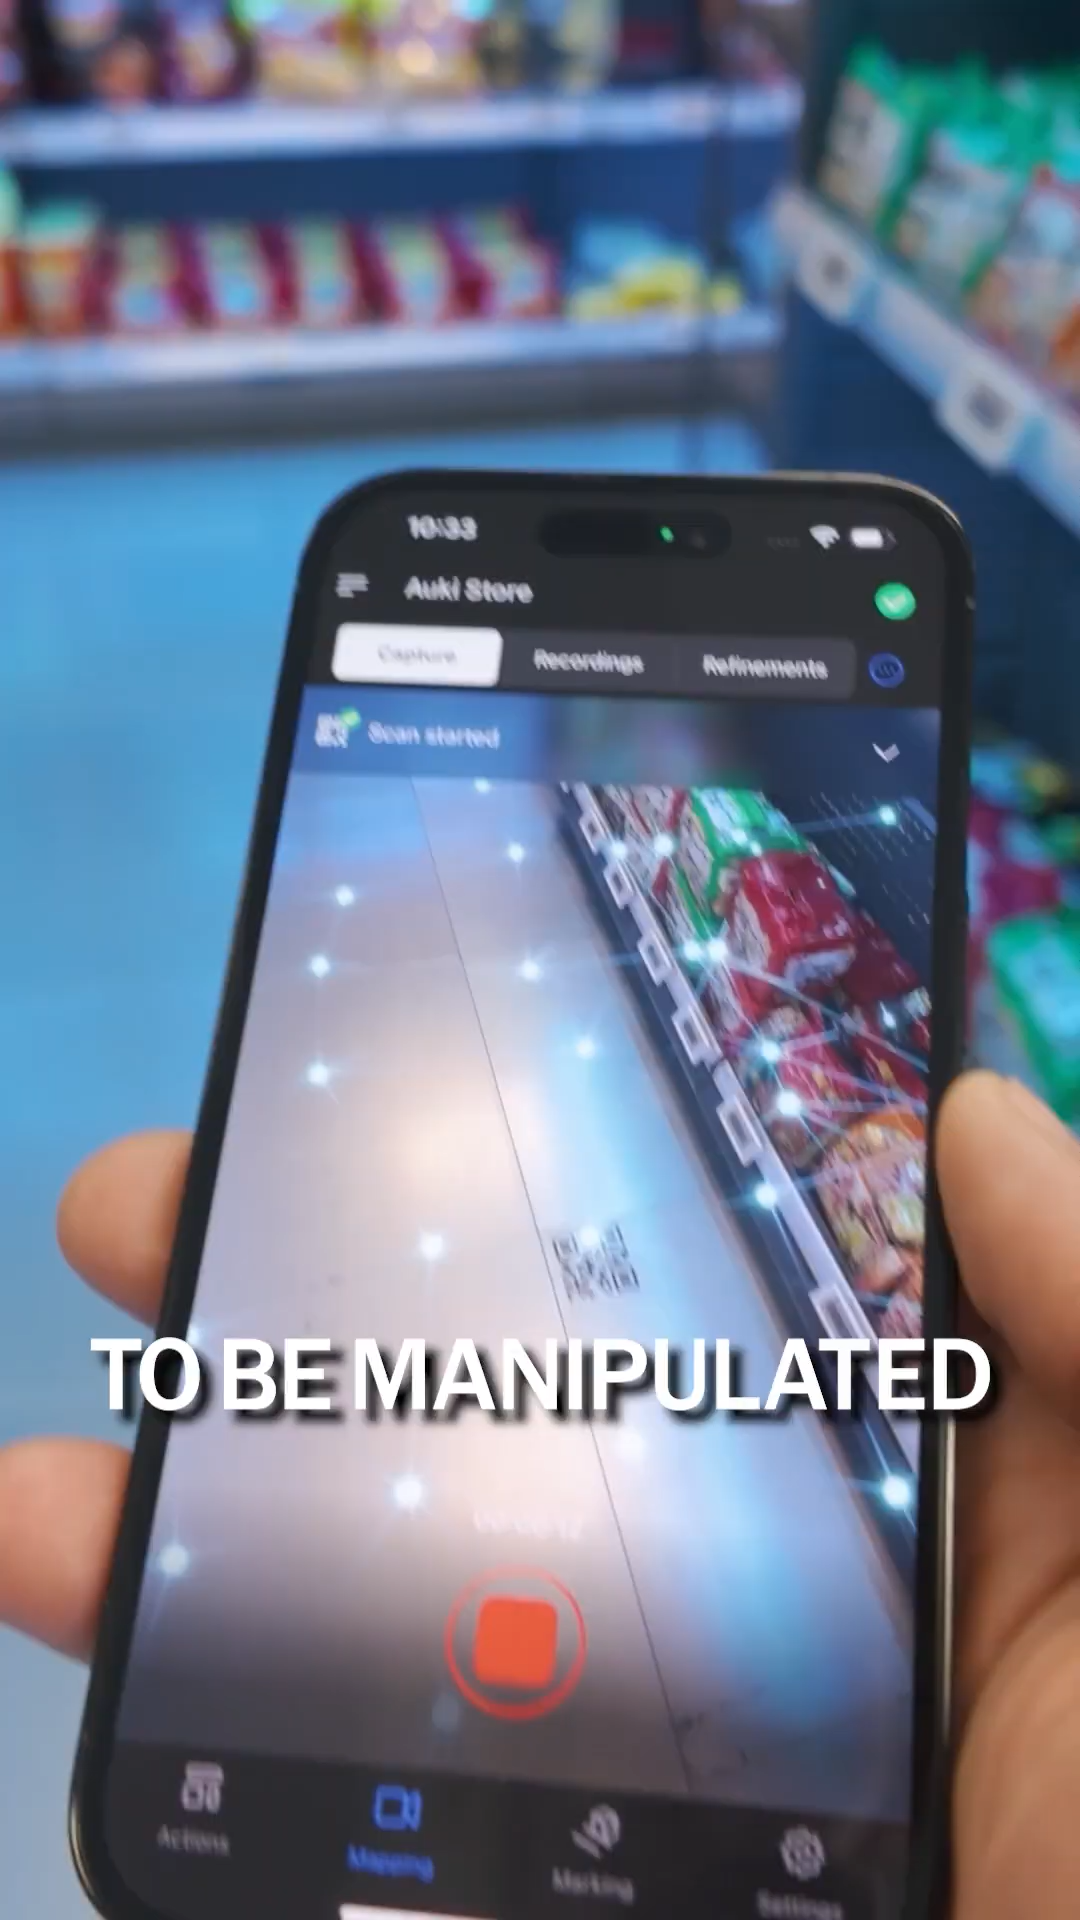 10:33
Auki Store
Capture
Recordings
Refinements
Scan started
TO BE MANIPULATED
Actions
Mapping
Marking
Settings